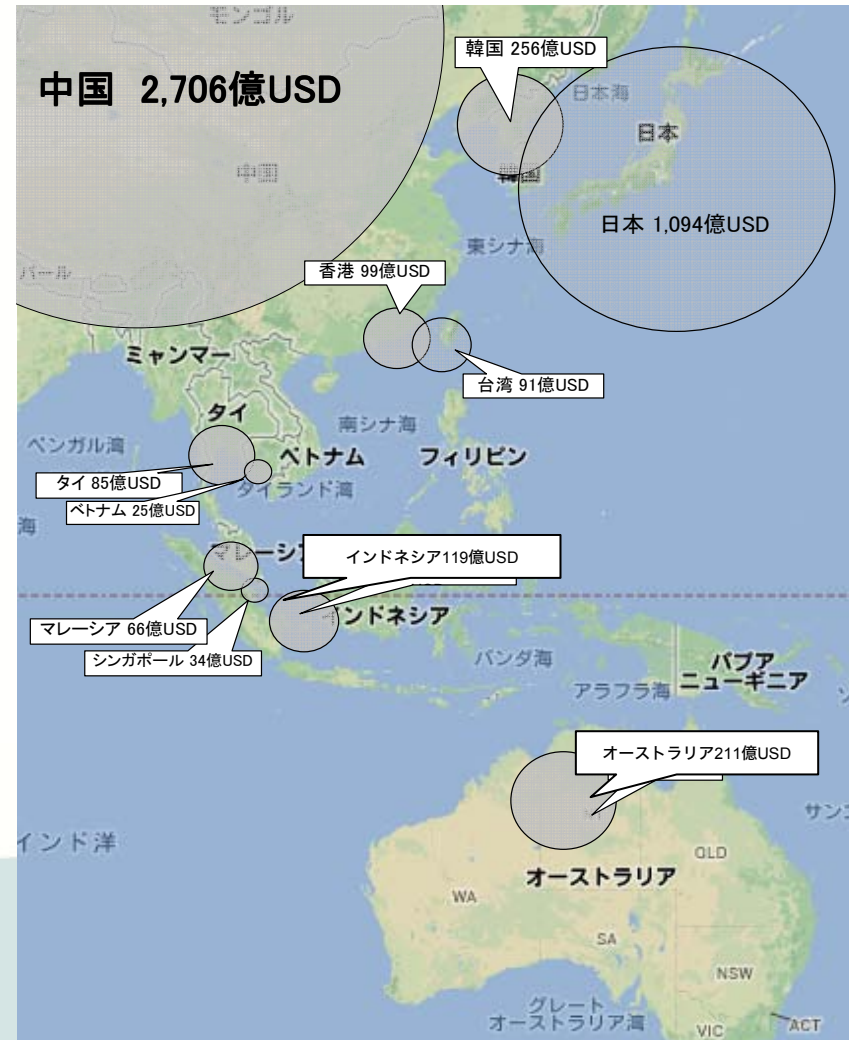 モンゴル
韓国 256億USD
中国 2,706億USD
日本海
日本
中国
韓国
日本 1,094億USD
東シナ海
香港 99億USD
ミャンマー
台湾 91億USD
タイ
南シナ海
ベンガル湾
ベトナム
フィリピン
タイ 85億USD
タイランド湾
ベトナム 25億USD
海
インドネシア119億USD
マレーシア 66億USD
インドネシア
シンガポール 34億USD
バンダ海
パプア
ニューギニア
アラフラ海
オーストラリア211億USD
インド洋
QLD
オーストラリア
WA
SA
NSW
グレート
オーストラリア湾
VIC
ACT